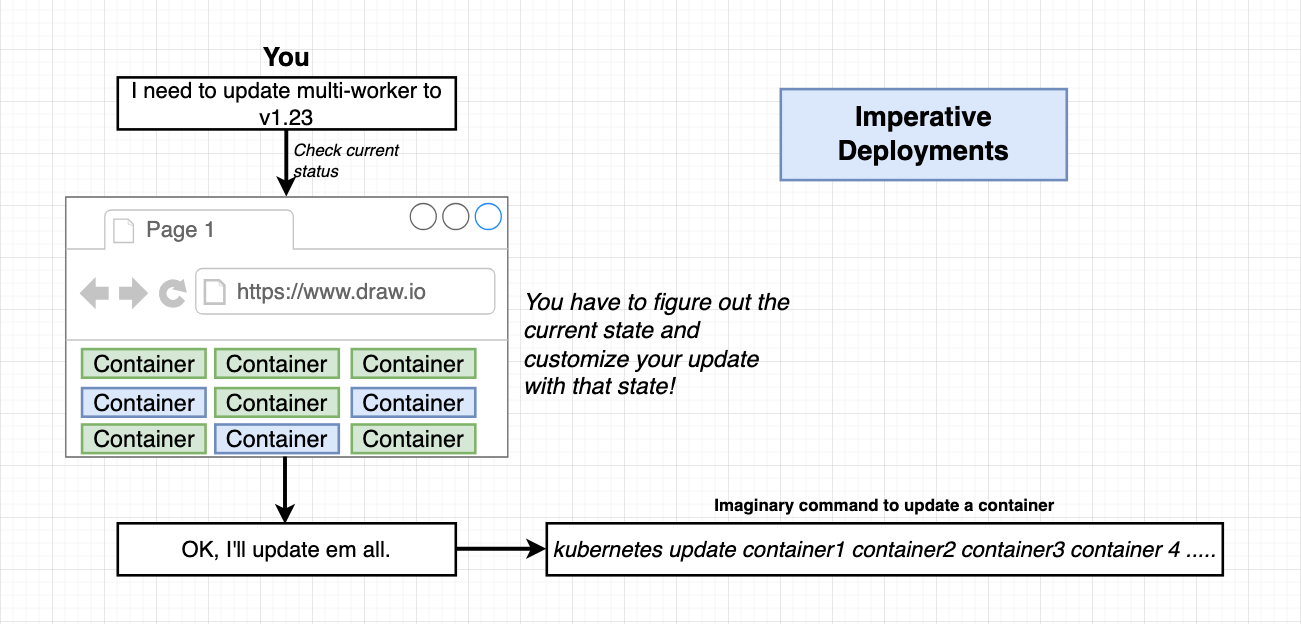 You
I need to update multi-worker to
v1.23
Imperative
Deployments
Check current
status
Page 1
https://www.draw.io
You have to figure out the
current state and
customize your update
with that state!
Container Container Container
Container Container Container
Container Container Container
Imaginary command to update a container
OK, I'll update em all.
kubernetes update container1 container2 container3 container 4 .....